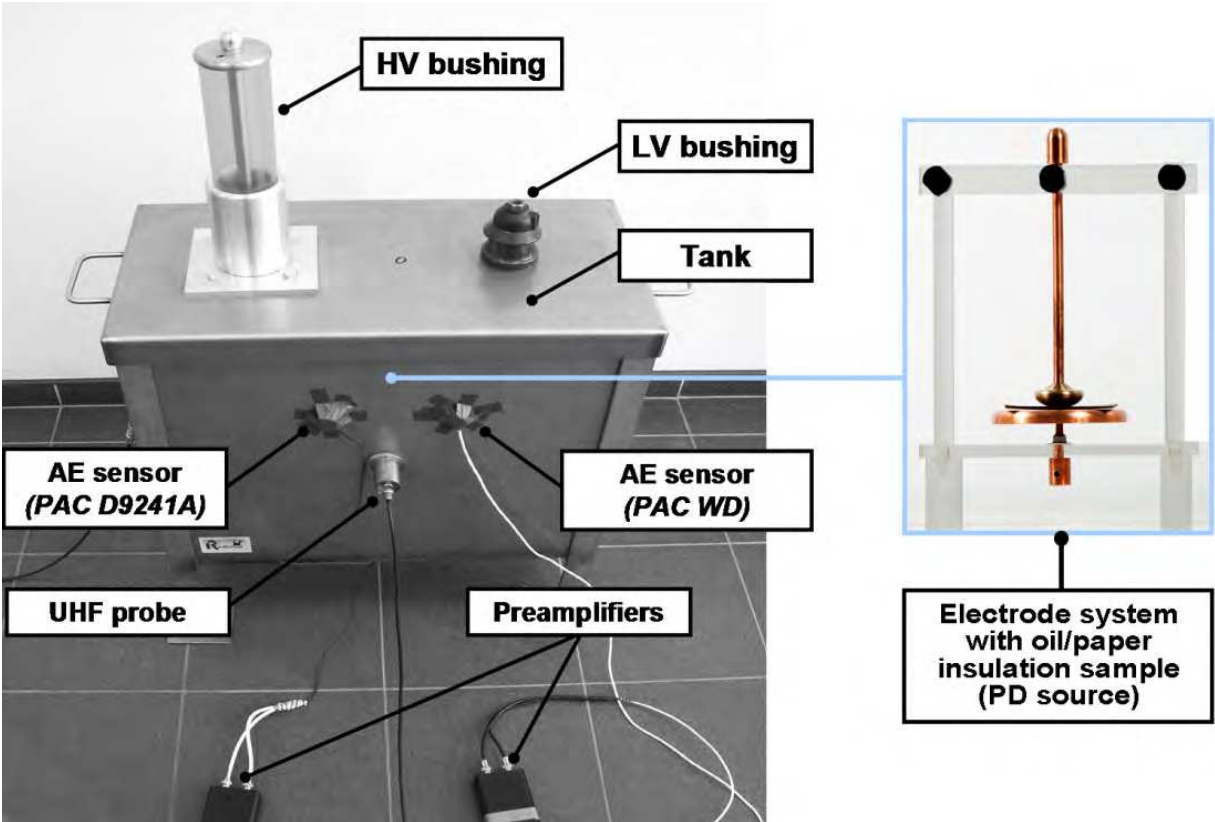 HV bushing
LV bushing
Tank
AE sensor
(PAC D9241A)
AE sensor
(PAC WD)
UHF probe
Preamplifiers
Electrode system
with oil/paper
insulation sample
(PD source)